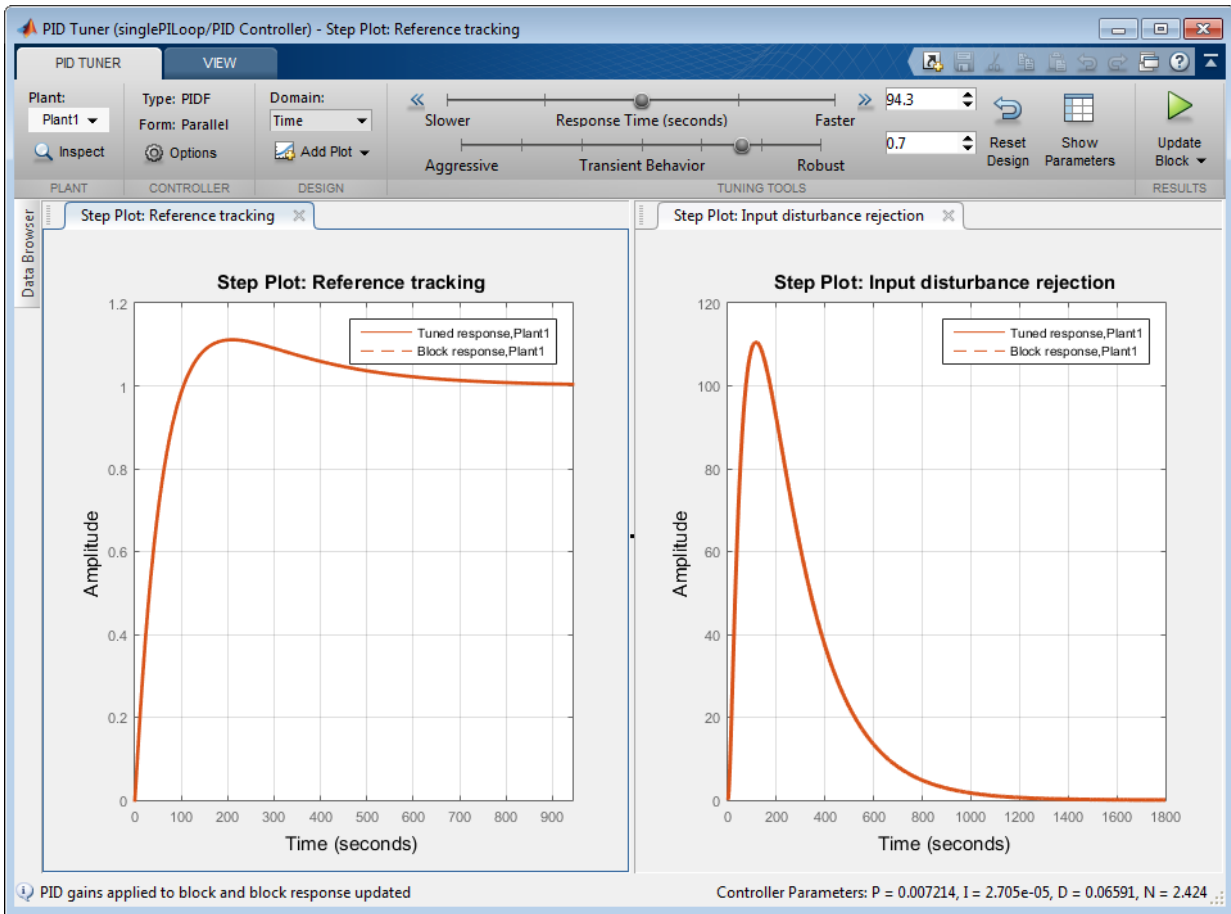 PID Tuner (singlePILoop/PID Controller) - Step Plot: Reference tracking
PID TUNER VIEW
Plant: Type: PIDF Domain: 94.3
Plant1 Form: Parallel Time Slower Response Time (seconds) Faster
Inspect Options Add Plot Aggressive Transient Behavior Robust 0.7 Reset Design Show Parameters Update Block
PLANT CONTROLLER DESIGN TUNING TOOLS RESULTS
Data Browser
Step Plot: Reference tracking
Step Plot: Reference tracking
Tuned response,Plant1
Block response,Plant1
1.2
1
0.8
0.6
0.4
0.2
0
Amplitude
0 100 200 300 400 500 600 700 800 900
Time (seconds)
Step Plot: Input disturbance rejection
Step Plot: Input disturbance rejection
Tuned response,Plant1
Block response,Plant1
120
100
80
60
40
20
0
Amplitude
0 200 400 600 800 1000 1200 1400 1600 1800
Time (seconds)
PID gains applied to block and block response updated Controller Parameters: P = 0.007214, I = 2.705e-05, D = 0.06591, N = 2.424